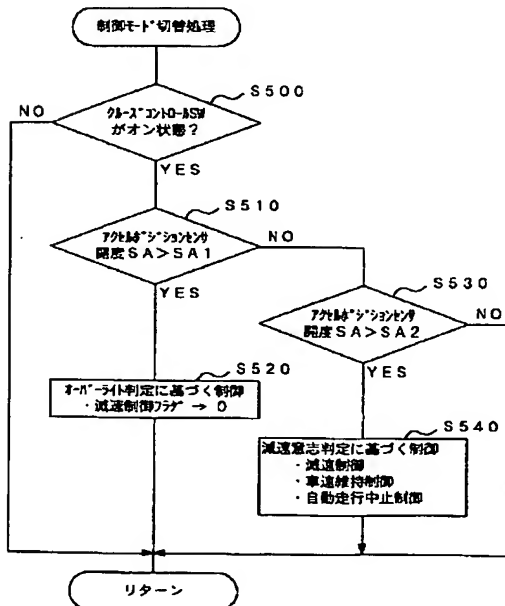 制御ﾓｰﾄﾞ切替処理
S500
NO
ｸﾙｰｽﾞｺﾝﾄﾛｰﾙSW
がオン状態?
YES
S510
ｱｸｾﾙﾎﾟｼﾞｼｮﾝｾﾝｻ
開度SA>SA1
NO
YES
S530
ｱｸｾﾙﾎﾟｼﾞｼｮﾝｾﾝｻ
開度SA>SA2
NO
YES
S520
ｵｰﾊﾞｰﾗｲﾄﾞ判定に基づく制御
・減速制御ﾌﾗｸﾞ → 0
S540
減速意志判定に基づく制御
・減速制御
・車速維持制御
・自動走行中止制御
リターン